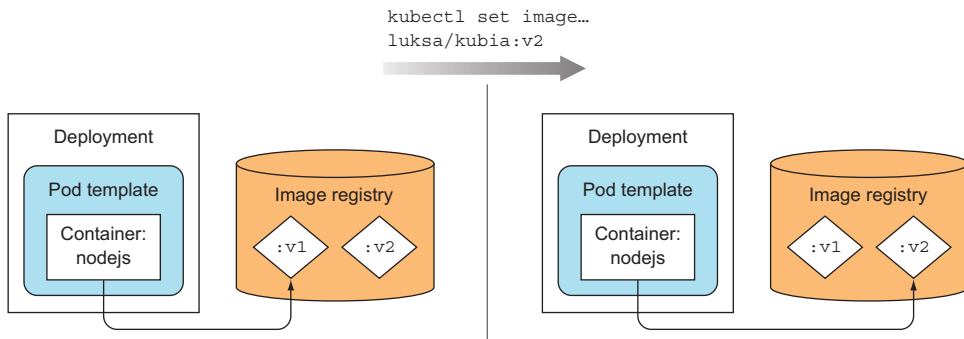 kubectl set image…
luksa/kubia:v2
Deployment
Pod template
Container:
nodejs
Image registry
:v1
:v2
Deployment
Pod template
Container:
nodejs
Image registry
:v1
:v2